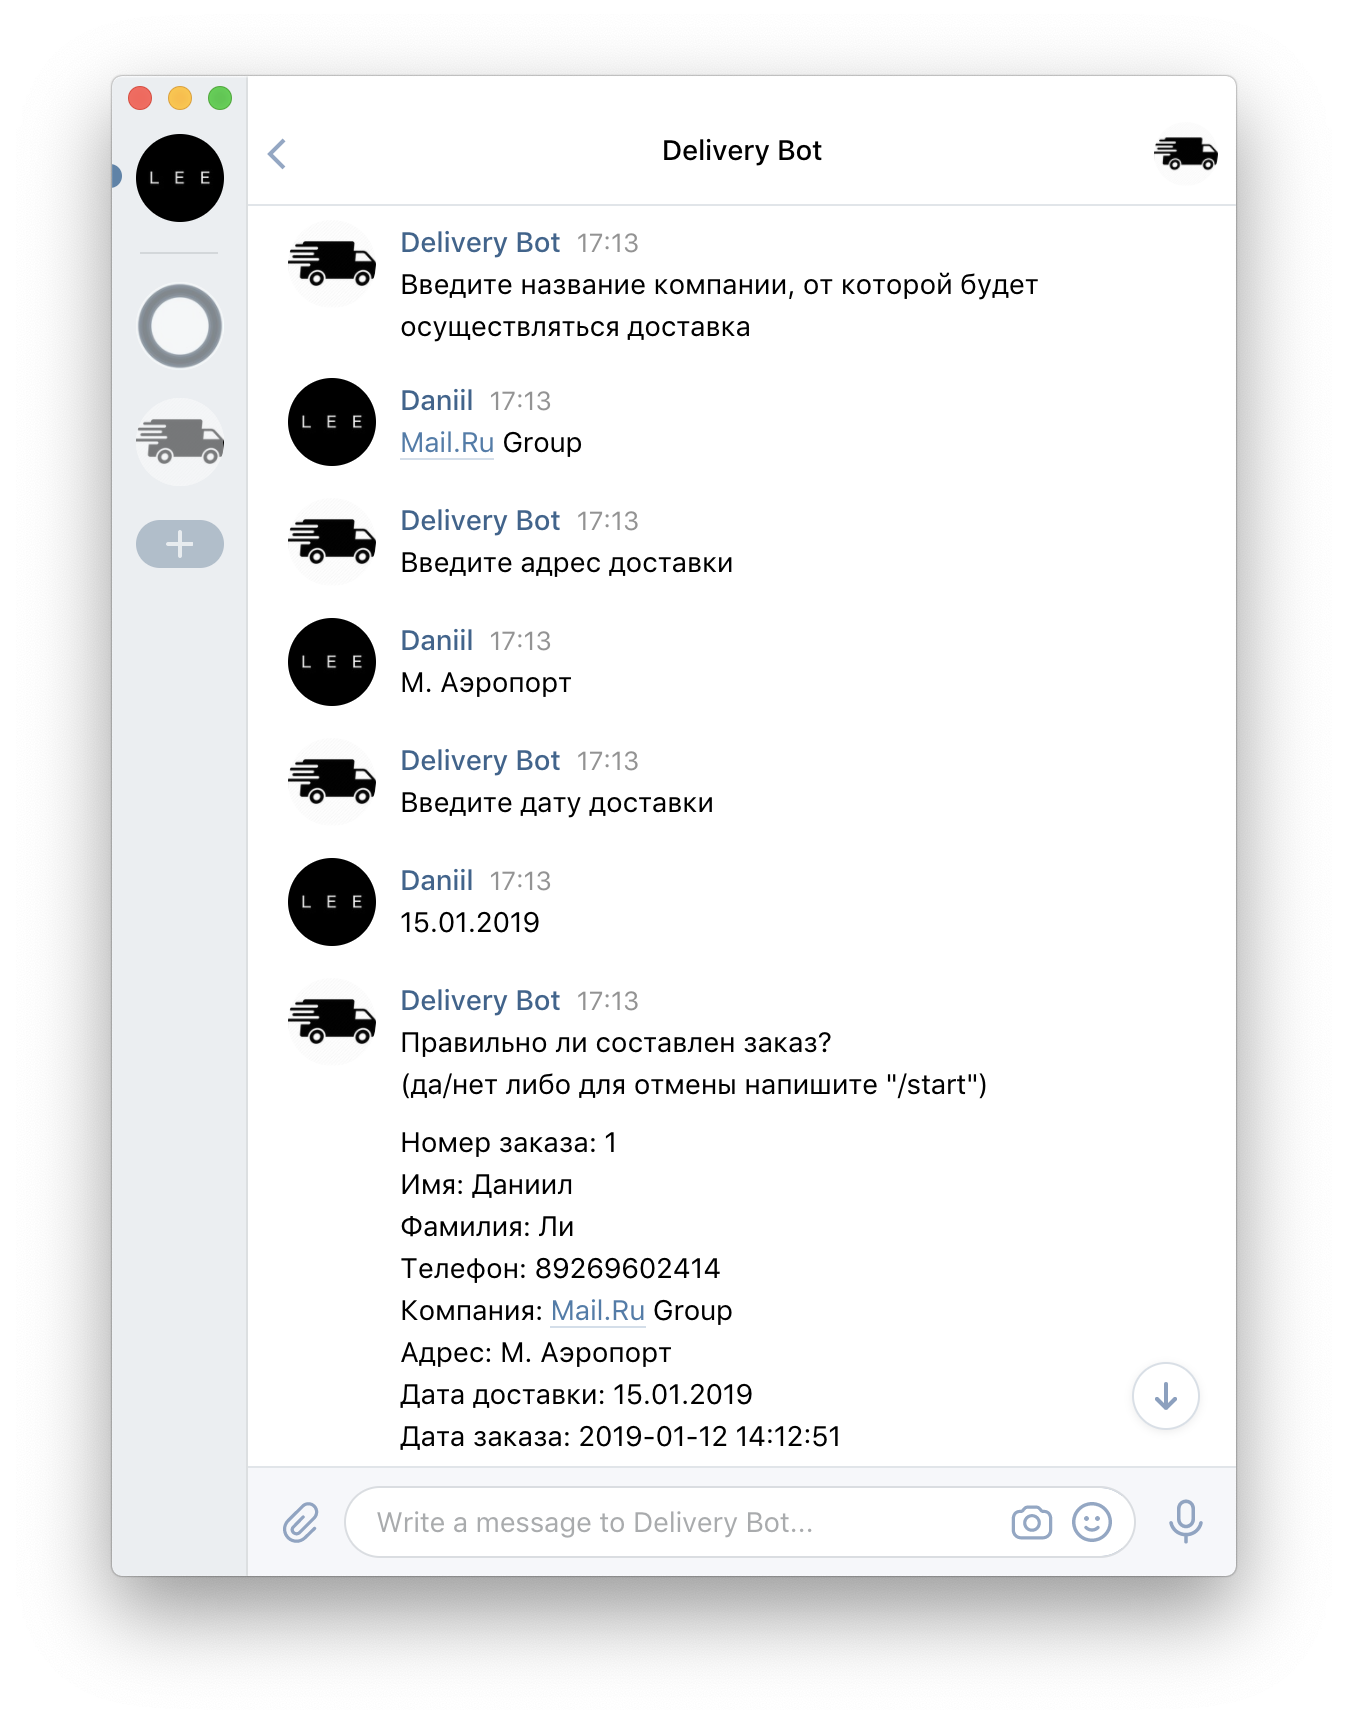 LEE
Delivery Bot
Delivery Bot 17:13
Введите название компании, от которой будет
осуществляться доставка
LEE
Daniil 17:13
Mail.Ru Group
Delivery Bot 17:13
Введите адрес доставки
LEE
Daniil 17:13
М. Аэропорт
Delivery Bot 17:13
Введите дату доставки
LEE
Daniil 17:13
15.01.2019
Delivery Bot 17:13
Правильно ли составлен заказ?
(да/нет либо для отмены напишите "/start")
Номер заказа: 1
Имя: Даниил
Фамилия: Ли
Телефон: 89269602414
Компания: Mail.Ru Group
Адрес: М. Аэропорт
Дата доставки: 15.01.2019
Дата заказа: 2019-01-12 14:12:51
Write a message to Delivery Bot...